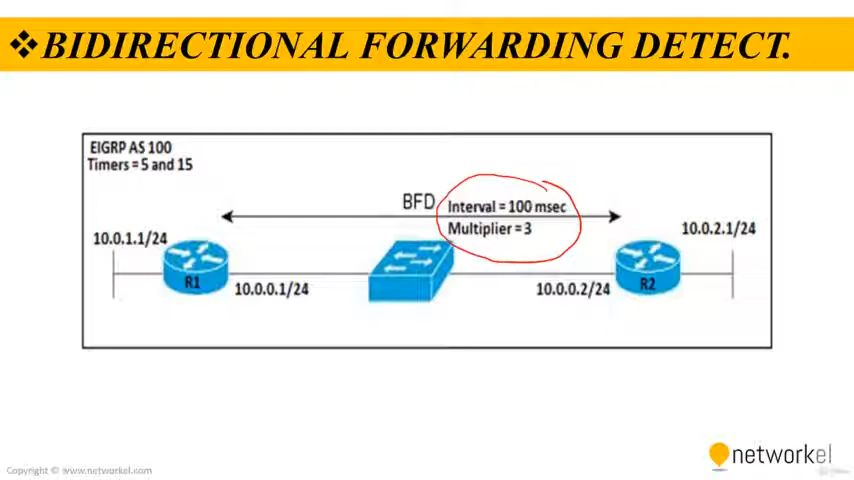 ❖BIDIRECTIONAL FORWARDING DETECT.
EIGRP AS 100
Timers = 5 and 15
BFD
Interval = 100 msec
Multiplier = 3
10.0.1.1/24
10.0.2.1/24
R1
R2
10.0.0.1/24
10.0.0.2/24
networkel
Copyright © www.networkel.com